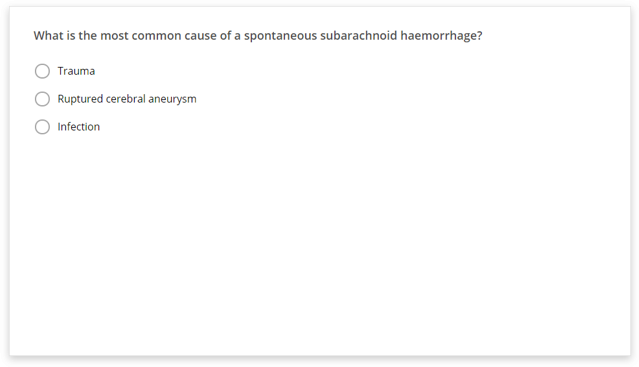 What is the most common cause of a spontaneous subarachnoid haemorrhage?
Trauma
Ruptured cerebral aneurysm
Infection